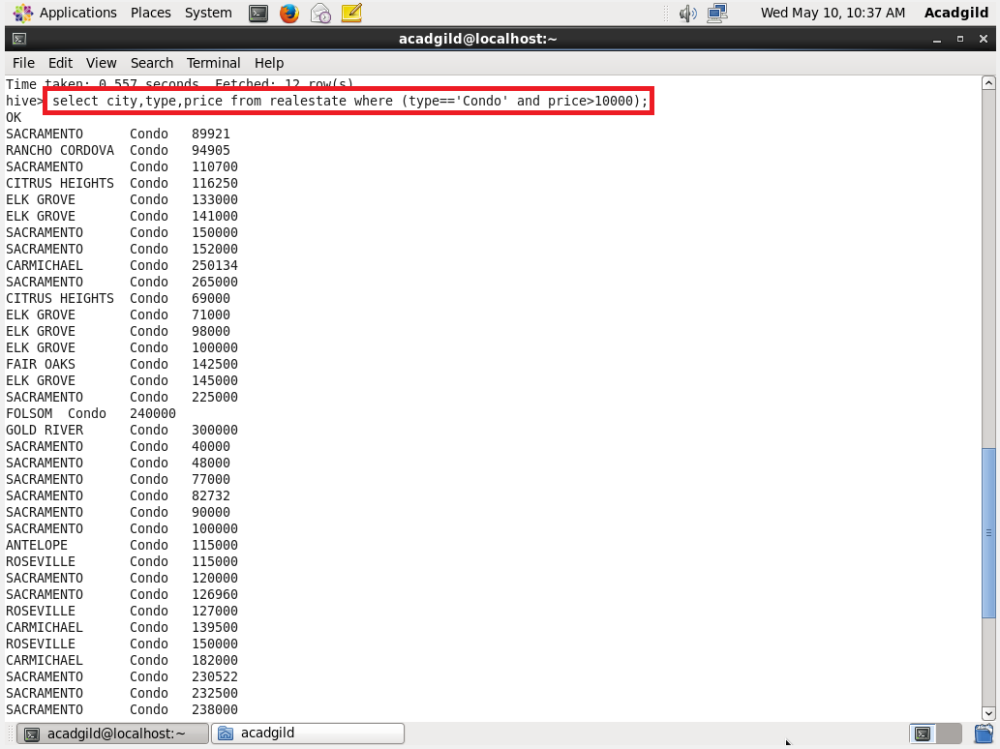 Applications Places System Wed May 10, 10:37 AM Acadgild
acadgild@localhost:~
File Edit View Search Terminal Help
Time taken: 0.557 seconds, Fetched: 12 row(s)
hive> select city,type,price from realestate where (type=='Condo' and price>10000);
OK
SACRAMENTO Condo 89921
RANCHO CORDOVA Condo 94905
SACRAMENTO Condo 110700
CITRUS HEIGHTS Condo 116250
ELK GROVE Condo 133000
ELK GROVE Condo 141000
SACRAMENTO Condo 150000
SACRAMENTO Condo 152000
CARMICHAEL Condo 250134
SACRAMENTO Condo 265000
CITRUS HEIGHTS Condo 69000
ELK GROVE Condo 71000
ELK GROVE Condo 98000
ELK GROVE Condo 100000
FAIR OAKS Condo 142500
ELK GROVE Condo 145000
SACRAMENTO Condo 225000
FOLSOM Condo 240000
GOLD RIVER Condo 300000
SACRAMENTO Condo 40000
SACRAMENTO Condo 48000
SACRAMENTO Condo 77000
SACRAMENTO Condo 82732
SACRAMENTO Condo 90000
SACRAMENTO Condo 100000
ANTELOPE Condo 115000
ROSEVILLE Condo 115000
SACRAMENTO Condo 120000
SACRAMENTO Condo 126960
ROSEVILLE Condo 127000
CARMICHAEL Condo 139500
ROSEVILLE Condo 150000
CARMICHAEL Condo 182000
SACRAMENTO Condo 230522
SACRAMENTO Condo 232500
SACRAMENTO Condo 238000
acadgild@localhost:~ acadgild